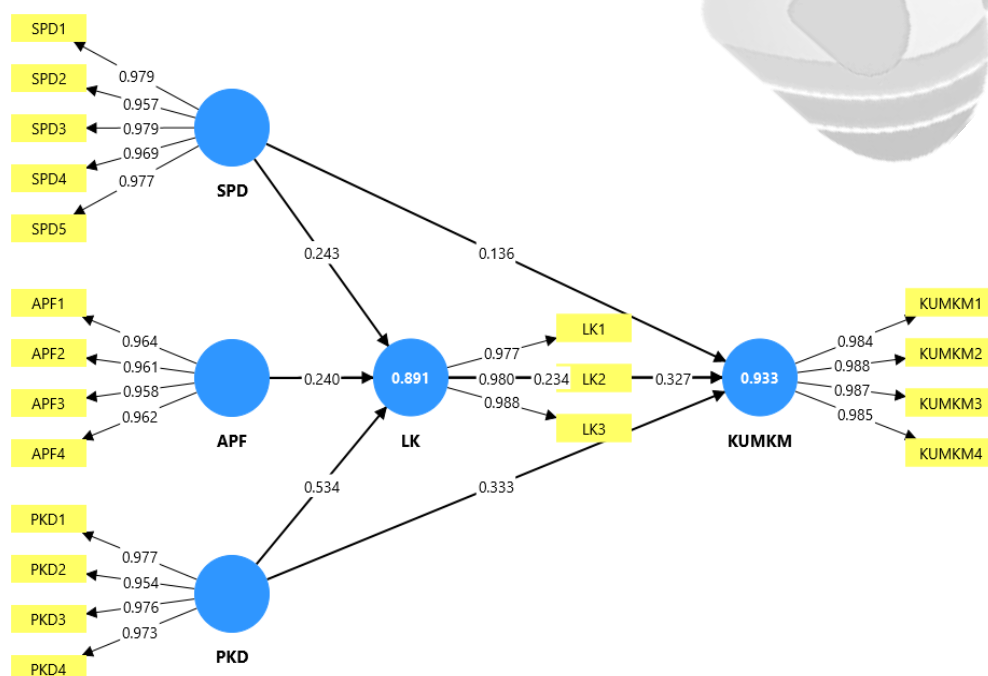 SPD1
SPD2
SPD3
SPD4
SPD5
0.979
0.957
0.979
0.969
0.977
SPD
0.243
0.136
APF1
APF2
APF3
APF4
0.964
0.961
0.958
0.962
APF
0.240
0.891
LK
0.977
0.980
0.988
0.234
LK1
LK2
LK3
0.327
0.933
KUMKM
0.984
0.988
0.987
0.985
KUMKM1
KUMKM2
KUMKM3
KUMKM4
0.534
0.333
PKD1
PKD2
PKD3
PKD4
0.977
0.954
0.976
0.973
PKD